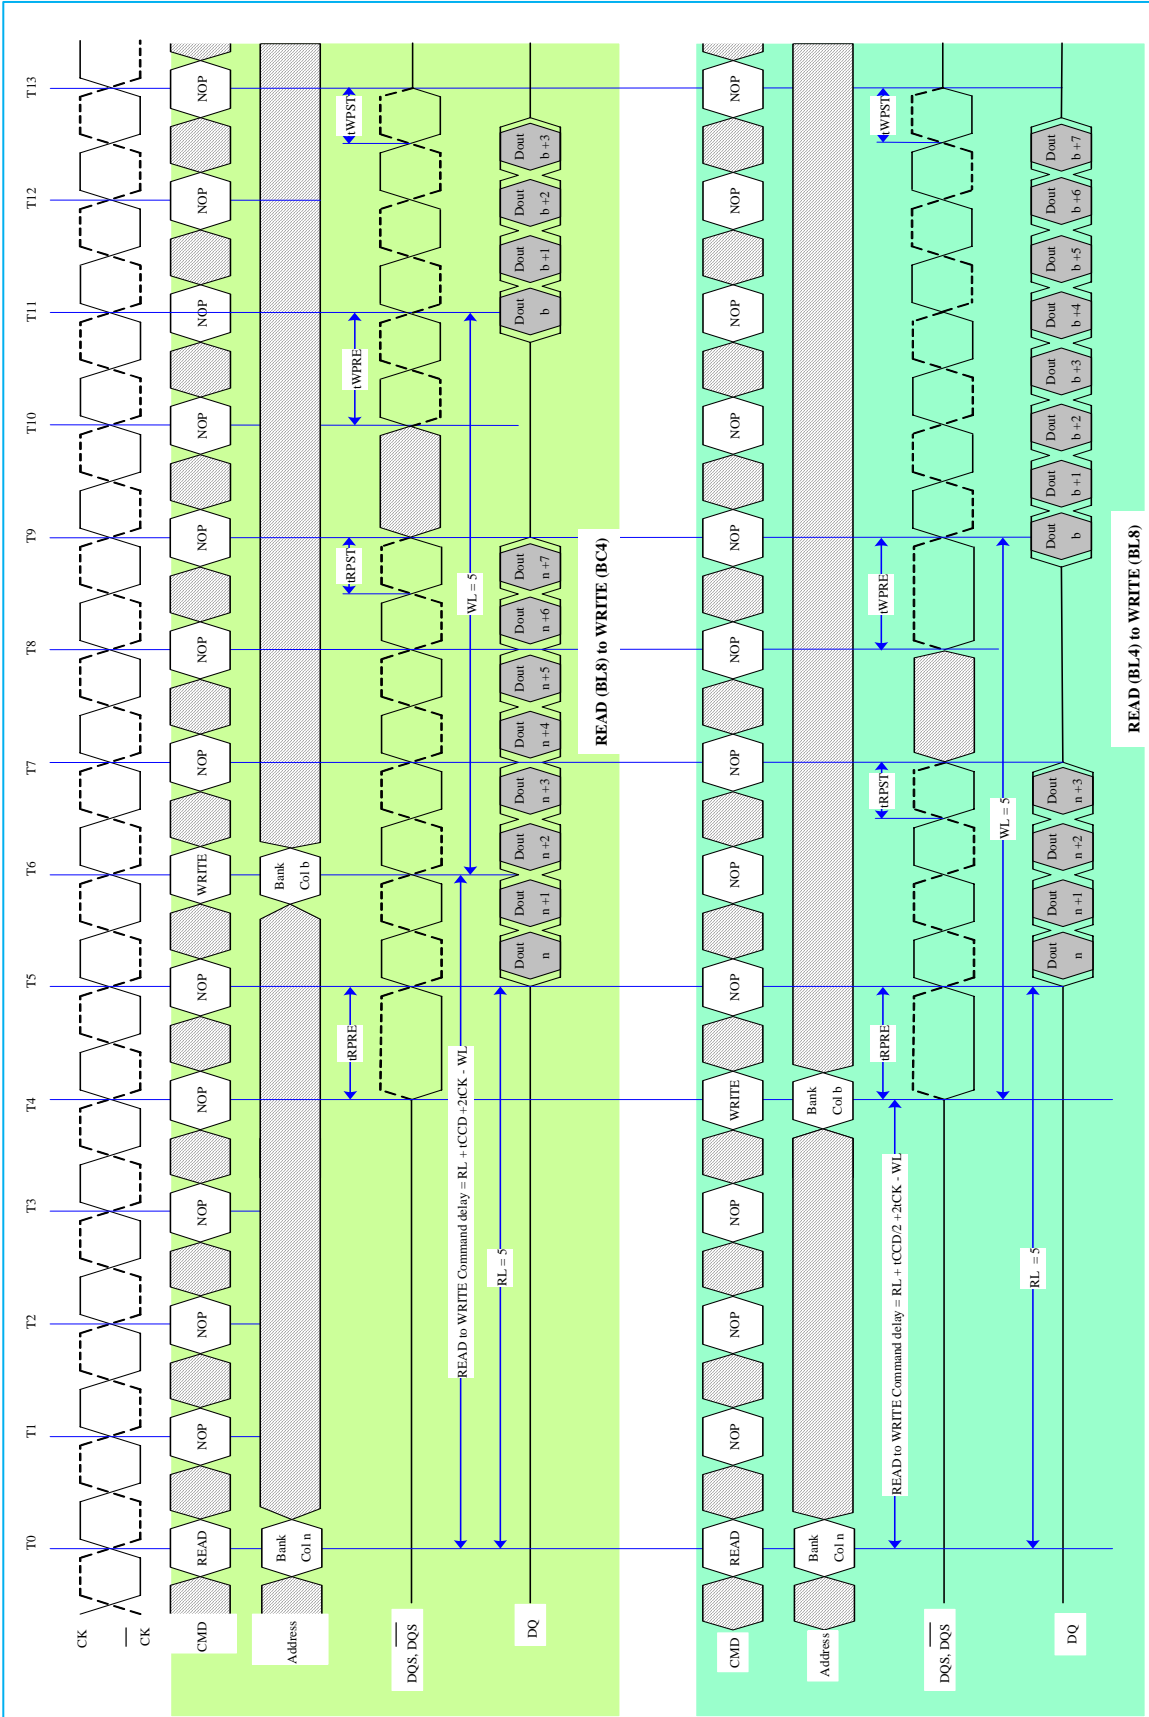 T0 T1 T2 T3 T4 T5 T6 T7 T8 T9 T10 T11 T12 T13
CK
CK
CMD READ NOP NOP NOP NOP NOP WRITE NOP NOP NOP NOP NOP NOP NOP
Address
Bank
Col n
Bank
Col b
tRPRE tRPST tWPRE tWPST
DQS, DQS
READ to WRITE Command delay = RL + tCCD +2tCK - WL
WL = 5
RL = 5
DQ
Dout
n
Dout
n +1
Dout
n +2
Dout
n +3
Dout
n +4
Dout
n +5
Dout
n +6
Dout
n +7
Dout
b
Dout
b +1
Dout
b +2
Dout
b +3
READ (BL8) to WRITE (BC4)
CMD READ NOP NOP NOP WRITE NOP NOP NOP NOP NOP NOP NOP NOP NOP
Address
Bank
Col n
Bank
Col b
tRPRE tRPST tWPRE tWPST
READ to WRITE Command delay = RL + tCCD/2 +2tCK - WL
DQS, DQS
WL = 5
RL = 5
DQ
Dout
n
Dout
n +1
Dout
n +2
Dout
n +3
Dout
b
Dout
b +1
Dout
b +2
Dout
b +3
Dout
b +4
Dout
b +5
Dout
b +6
Dout
b +7
READ (BL4) to WRITE (BL8)